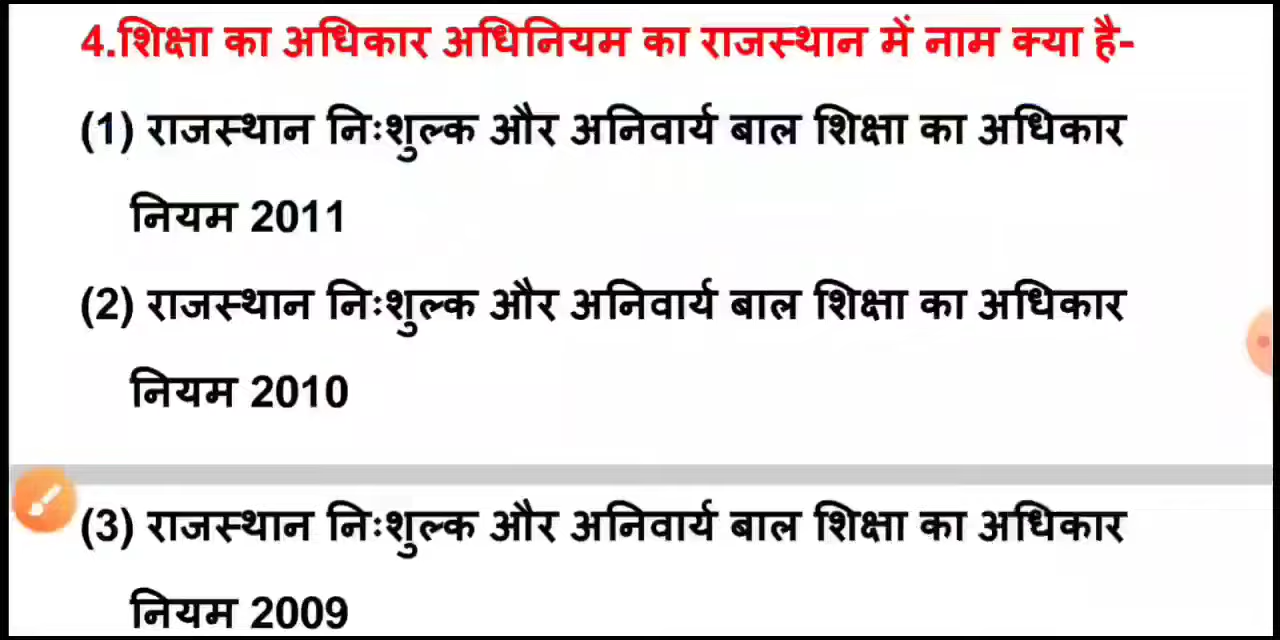 4.शिक्षा का अधिकार अधिनियम का राजस्थान में नाम क्या है-
(1) राजस्थान निःशुल्क और अनिवार्य बाल शिक्षा का अधिकार
नियम 2011
(2) राजस्थान निःशुल्क और अनिवार्य बाल शिक्षा का अधिकार
नियम 2010
(3) राजस्थान निःशुल्क और अनिवार्य बाल शिक्षा का अधिकार
नियम 2009